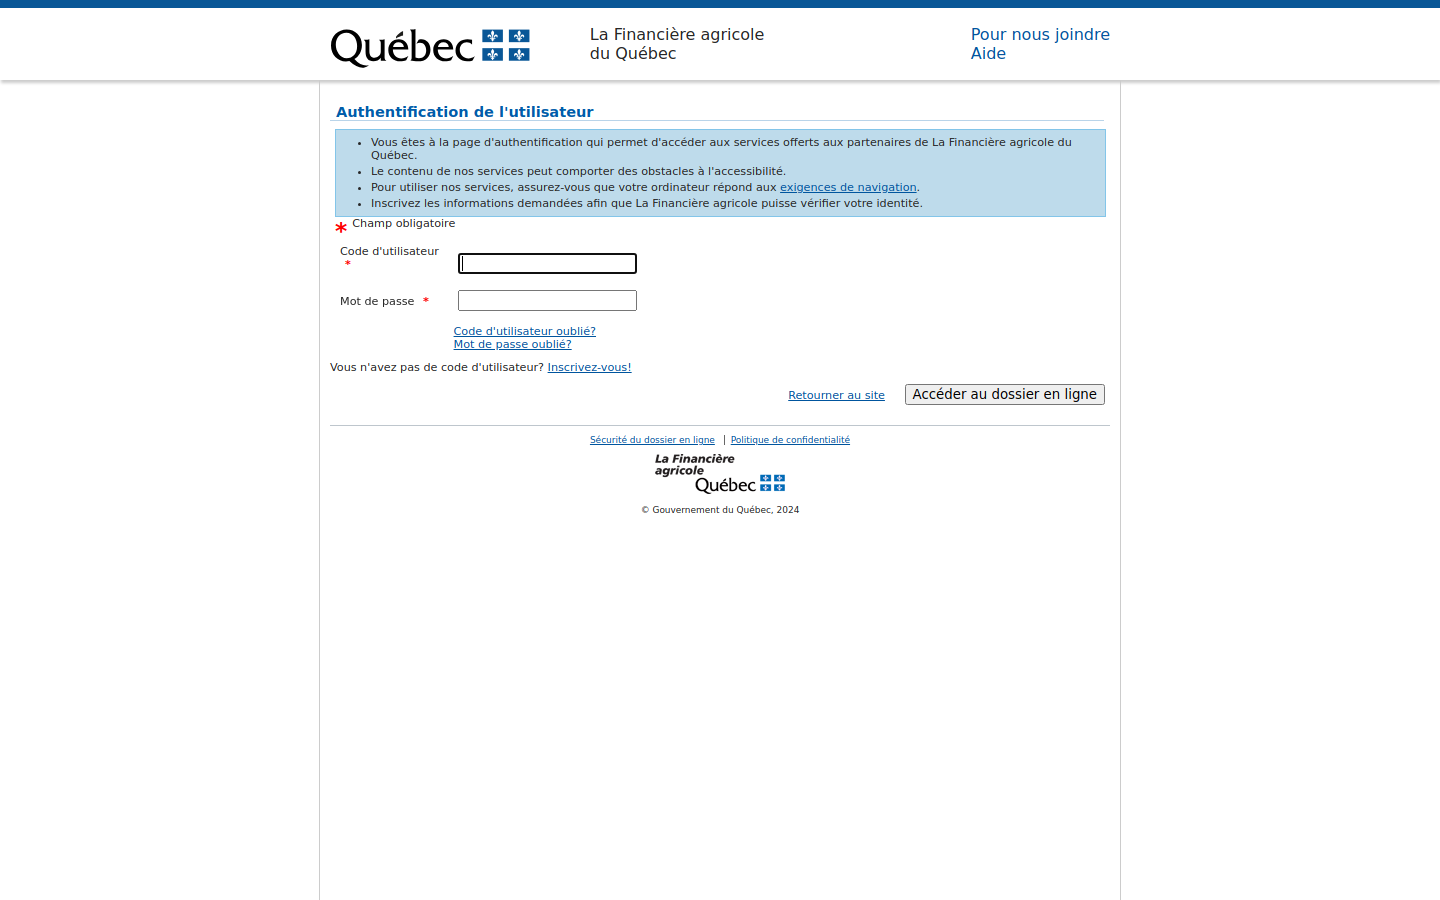 Québec
La Financière agricole
du Québec
Pour nous joindre
Aide
Authentification de l'utilisateur
• Vous êtes à la page d'authentification qui permet d'accéder aux services offerts aux partenaires de La Financière agricole du
Québec.
• Le contenu de nos services peut comporter des obstacles à l'accessibilité.
• Pour utiliser nos services, assurez-vous que votre ordinateur répond aux exigences de navigation.
• Inscrivez les informations demandées afin que La Financière agricole puisse vérifier votre identité.
* Champ obligatoire
Code d'utilisateur
*
Mot de passe *
Code d'utilisateur oublié?
Mot de passe oublié?
Vous n'avez pas de code d'utilisateur? Inscrivez-vous!
Retourner au site
Accéder au dossier en ligne
Sécurité du dossier en ligne | Politique de confidentialité
La Financière
agricole
Québec
© Gouvernement du Québec, 2024